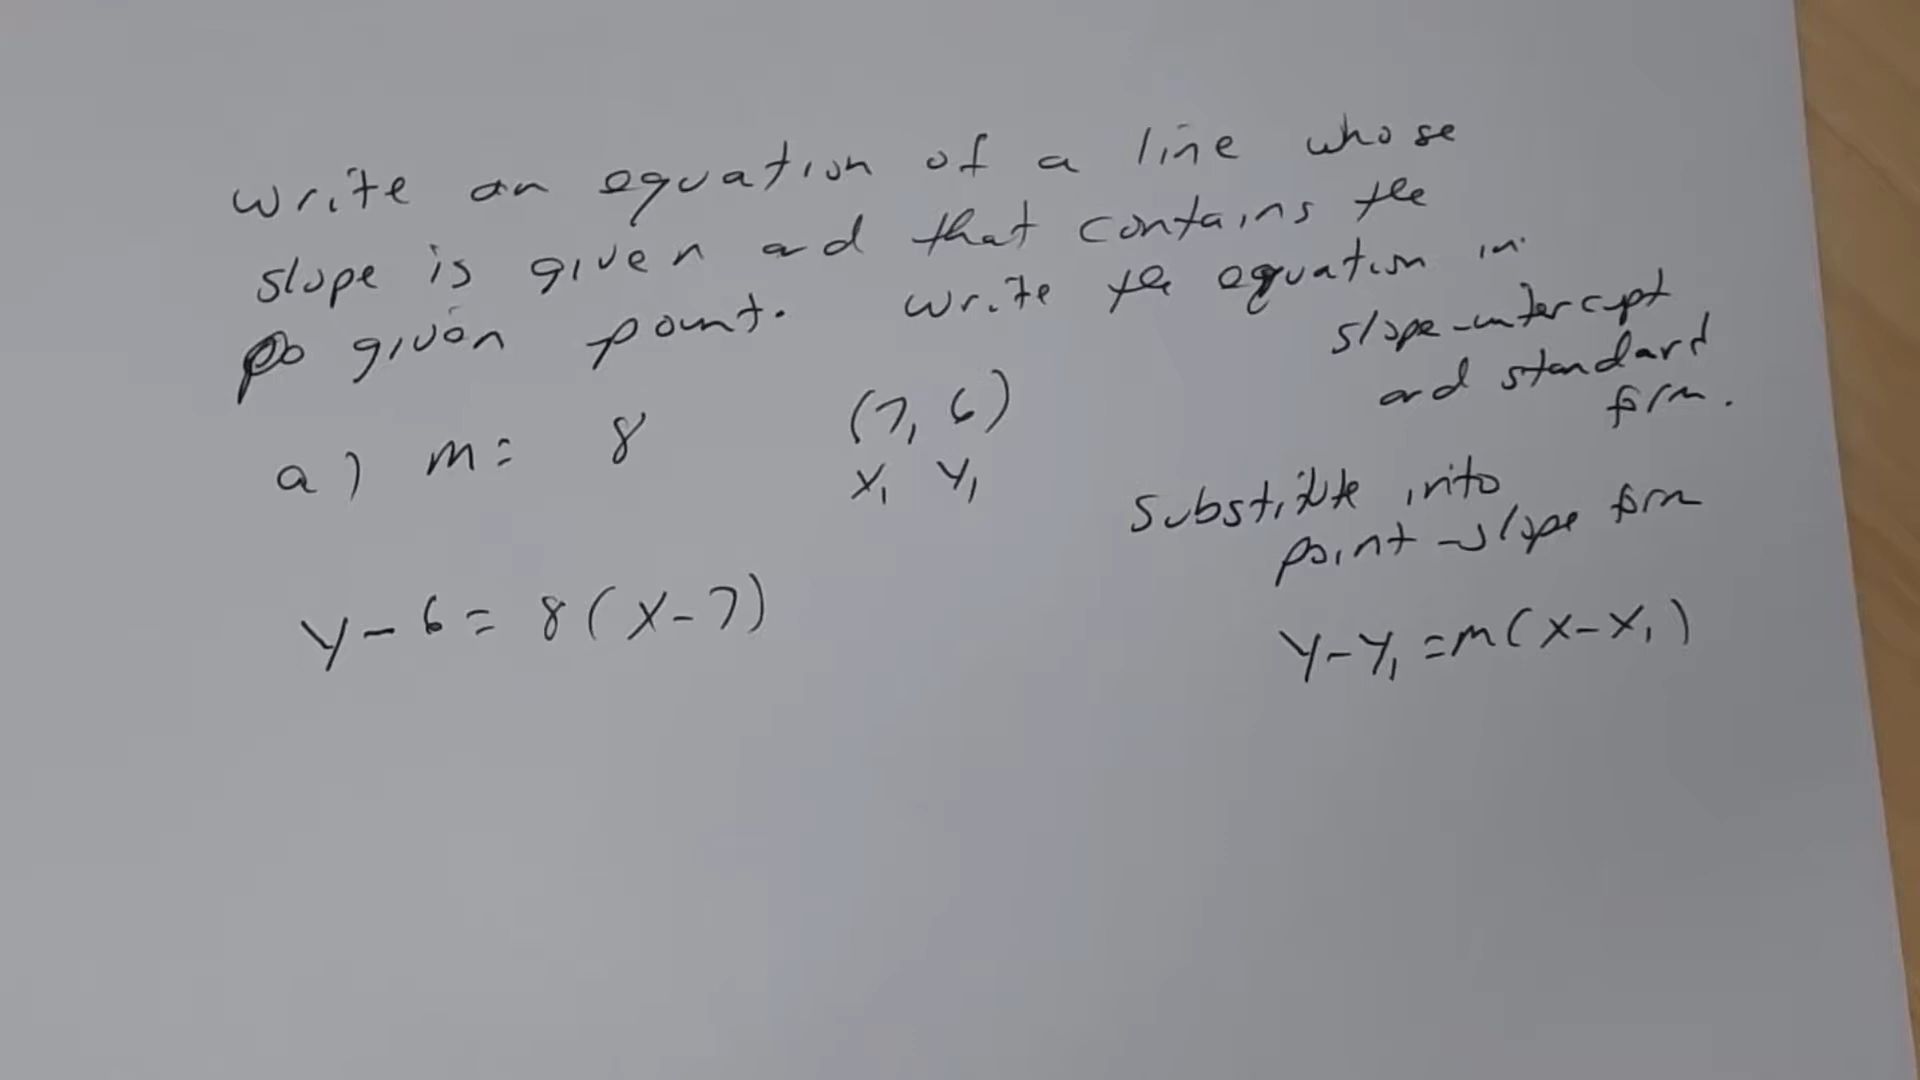 write an equation of a line whose
slope is given and that contains the
given point. write the equation in
slope-intercept
and standard
form.
a) m = 8 (7, 6)
x₁ y₁
Substitute into
point-slope form
y - 6 = 8(x - 7)
y - y₁ = m(x - x₁)